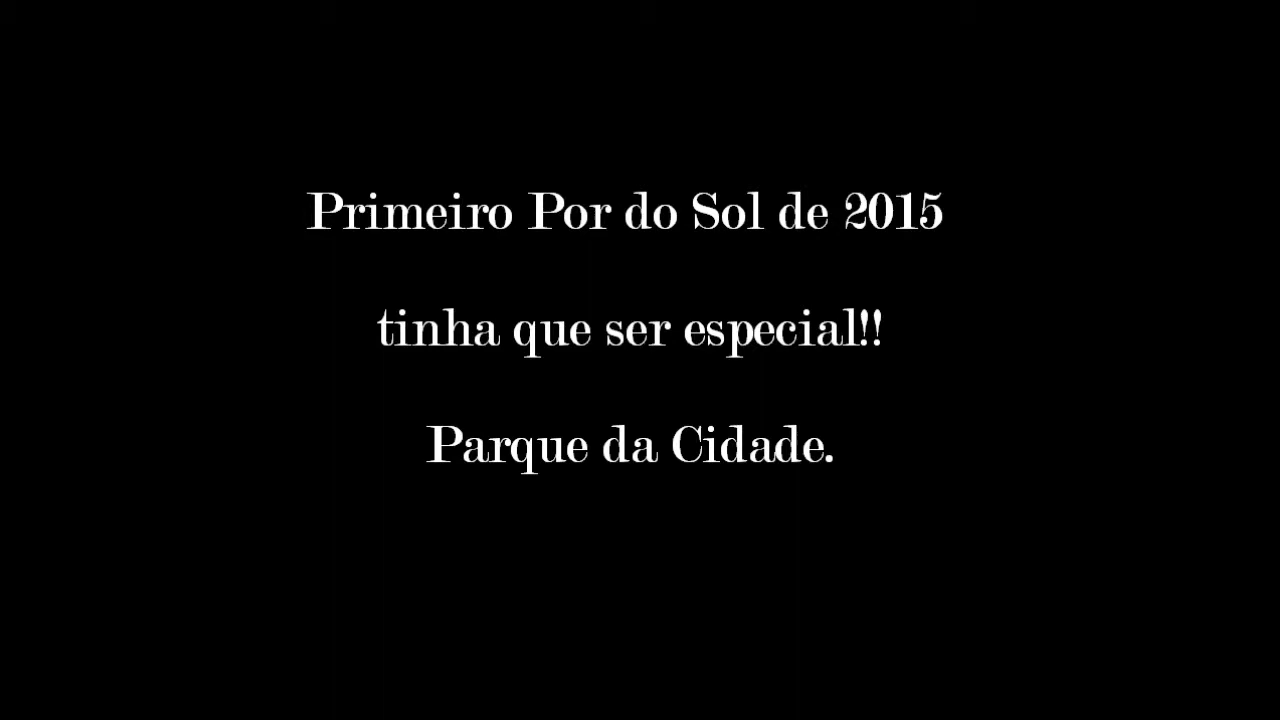 Primeiro Por do Sol de 2015
tinha que ser especial!!
Parque da Cidade.